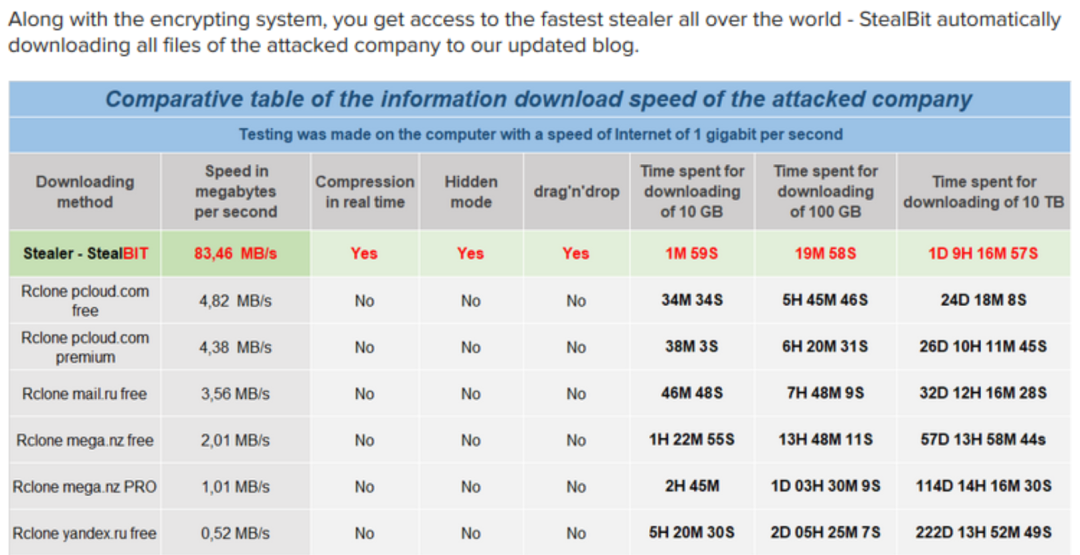 Along with the encrypting system, you get access to the fastest stealer all over the world - StealBit automatically
downloading all files of the attacked company to our updated blog.
Comparative table of the information download speed of the attacked company
Testing was made on the computer with a speed of Internet of 1 gigabit per second
Downloading
method
Speed in
megabytes
per second
Compression
in real time
Hidden
mode
drag'n'drop
Time spent for
downloading
of 10 GB
Time spent for
downloading
of 100 GB
Time spent for
downloading of 10 TB
Stealer - StealBIT 83,46 MB/s Yes Yes Yes 1M 59S 19M 58S 1D 9H 16M 57S
Rclone pcloud.com
free
4,82 MB/s No No No 34M 34S 5H 45M 46S 24D 18M 8S
Rclone pcloud.com
premium
4,38 MB/s No No No 38M 3S 6H 20M 31S 26D 10H 11M 45S
Rclone mail.ru free 3,56 MB/s No No No 46M 48S 7H 48M 9S 32D 12H 16M 28S
Rclone mega.nz free 2,01 MB/s No No No 1H 22M 55S 13H 48M 11S 57D 13H 58M 44s
Rclone mega.nz PRO 1,01 MB/s No No No 2H 45M 1D 03H 30M 9S 114D 14H 16M 30S
Rclone yandex.ru free 0,52 MB/s No No No 5H 20M 30S 2D 05H 25M 7S 222D 13H 52M 49S